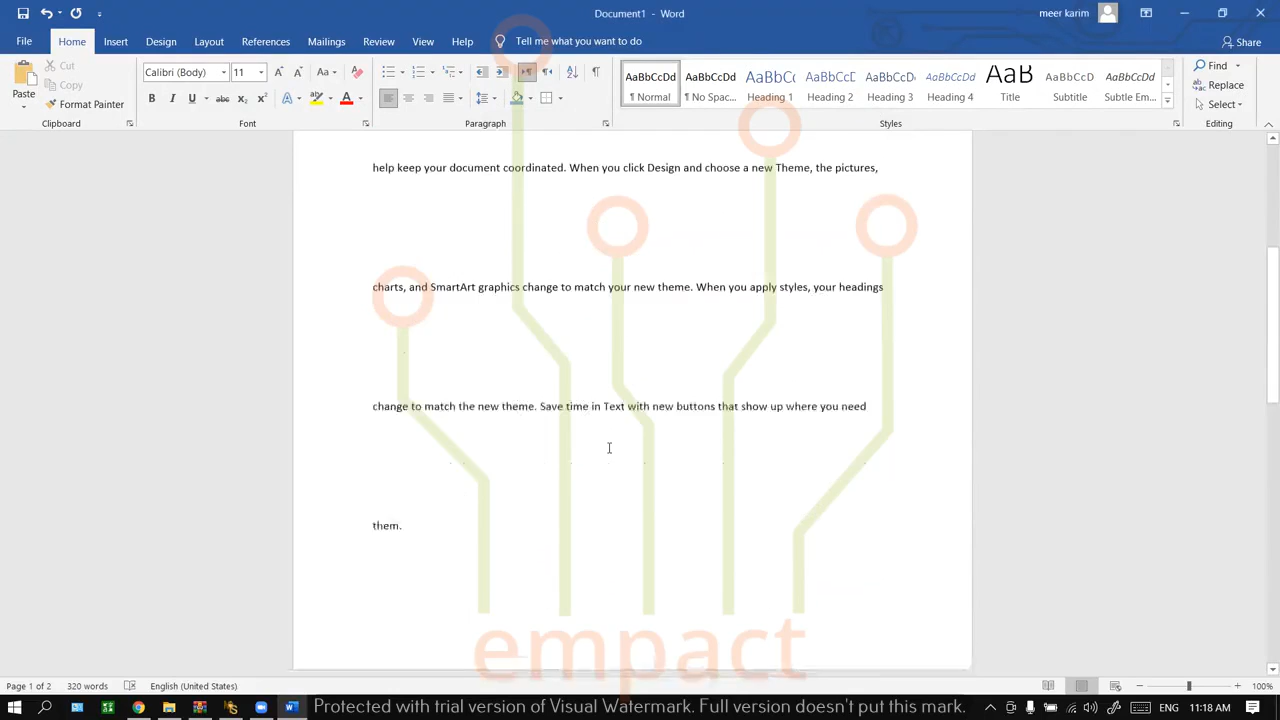 Document1 - Word
meer karim
File Home Insert Design Layout References Mailings Review View Help Tell me what you want to do Share
Paste
Cut
Copy
Format Painter
Calibri (Body) 11
AaBbCcDd AaBbCcDd AaBbCc AaBbCcD AaBbCcDd AaBbCcDd AaB AaBbCcDd AaBbCcDd
¶ Normal ¶ No Spac... Heading 1 Heading 2 Heading 3 Heading 4 Title Subtitle Subtle Em...
Find
Replace
Select
Clipboard Font Paragraph Styles Editing
help keep your document coordinated. When you click Design and choose a new Theme, the pictures,
charts, and SmartArt graphics change to match your new theme. When you apply styles, your headings
change to match the new theme. Save time in Text with new buttons that show up where you need
them.
empact
Page 1 of 2 320 words English (United States) 100%
Protected with trial version of Visual Watermark. Full version doesn't put this mark.
11:18 AM